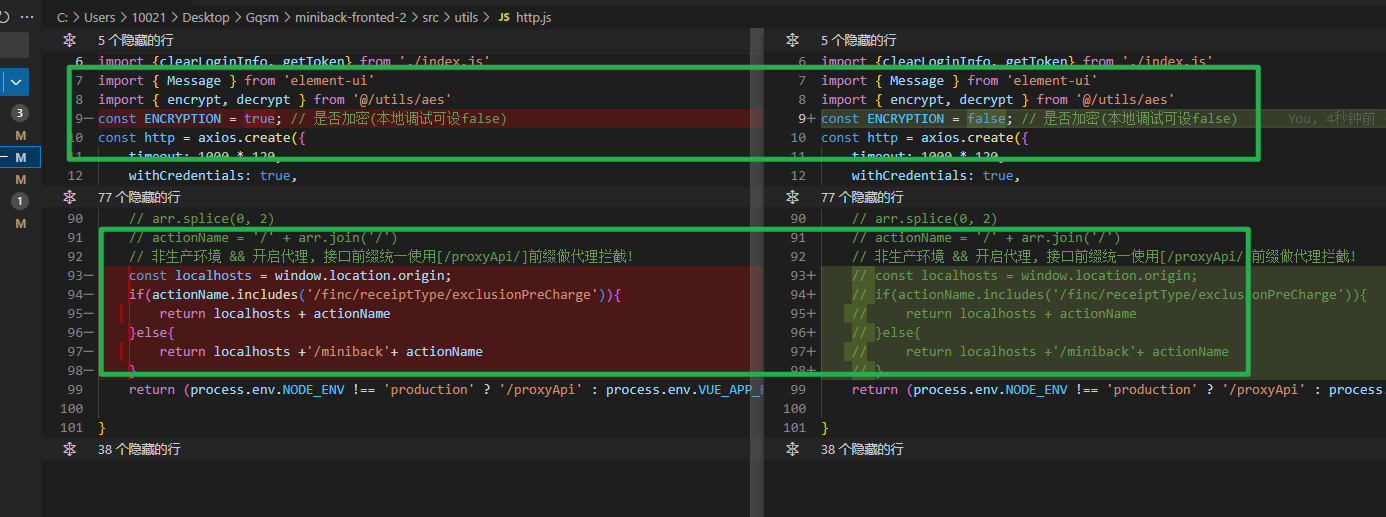 C: > Users > 10021 > Desktop > Gqsm > miniback-fronted-2 > src > utils > JS http.js
5 个隐藏的行
5 个隐藏的行
6 import {clearLoginInfo, getToken} from './index.js'
6 import {clearLoginInfo, getToken} from './index.js'
7 import { Message } from 'element-ui'
7 import { Message } from 'element-ui'
8 import { encrypt, decrypt } from '@/utils/aes'
8 import { encrypt, decrypt } from '@/utils/aes'
9− const ENCRYPTION = true; // 是否加密(本地调试可设false)
9+ const ENCRYPTION = false; // 是否加密(本地调试可设false) You, 4秒钟前
10 const http = axios.create({
10 const http = axios.create({
11 timeout: 1000 * 120,
11 timeout: 1000 * 120,
12 withCredentials: true,
12 withCredentials: true,
77 个隐藏的行
77 个隐藏的行
90 // arr.splice(0, 2)
90 // arr.splice(0, 2)
91 // actionName = '/' + arr.join('/')
91 // actionName = '/' + arr.join('/')
92 // 非生产环境 && 开启代理, 接口前缀统一使用[/proxyApi/]前缀做代理拦截!
92 // 非生产环境 && 开启代理, 接口前缀统一使用[/proxyApi/]前缀做代理拦截!
93− const localhosts = window.location.origin;
93+ // const localhosts = window.location.origin;
94− if(actionName.includes('/finc/receiptType/exclusionPreCharge')){
94+ // if(actionName.includes('/finc/receiptType/exclusionPreCharge')){
95− return localhosts + actionName
95+ // return localhosts + actionName
96− }else{
96+ // }else{
97− return localhosts +'/miniback'+ actionName
97+ // return localhosts +'/miniback'+ actionName
98− }
98+ // }
99 return (process.env.NODE_ENV !== 'production' ? '/proxyApi' : process.env.VUE_APP_
99 return (process.env.NODE_ENV !== 'production' ? '/proxyApi' : process.
100
100
101 }
101 }
38 个隐藏的行
38 个隐藏的行
3
M
M
M
1
M